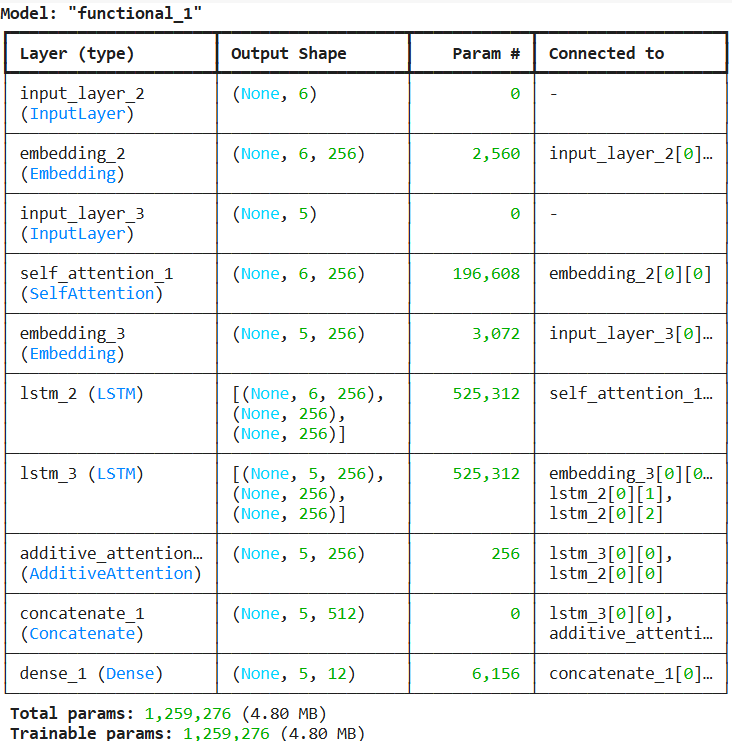 Model: "functional_1"
Layer (type) Output Shape Param # Connected to
input_layer_2 (None, 6) 0 -
(InputLayer)
embedding_2 (None, 6, 256) 2,560 input_layer_2[0]…
(Embedding)
input_layer_3 (None, 5) 0 -
(InputLayer)
self_attention_1 (None, 6, 256) 196,608 embedding_2[0][0]
(SelfAttention)
embedding_3 (None, 5, 256) 3,072 input_layer_3[0]…
(Embedding)
lstm_2 (LSTM) [(None, 6, 256), 525,312 self_attention_1…
(None, 256),
(None, 256)]
lstm_3 (LSTM) [(None, 5, 256), 525,312 embedding_3[0][0…
(None, 256), lstm_2[0][1],
(None, 256)] lstm_2[0][2]
additive_attention… (None, 5, 256) 256 lstm_3[0][0],
(AdditiveAttention) lstm_2[0][0]
concatenate_1 (None, 5, 512) 0 lstm_3[0][0],
(Concatenate) additive_attenti…
dense_1 (Dense) (None, 5, 12) 6,156 concatenate_1[0]…
Total params: 1,259,276 (4.80 MB)
Trainable params: 1,259,276 (4.80 MB)